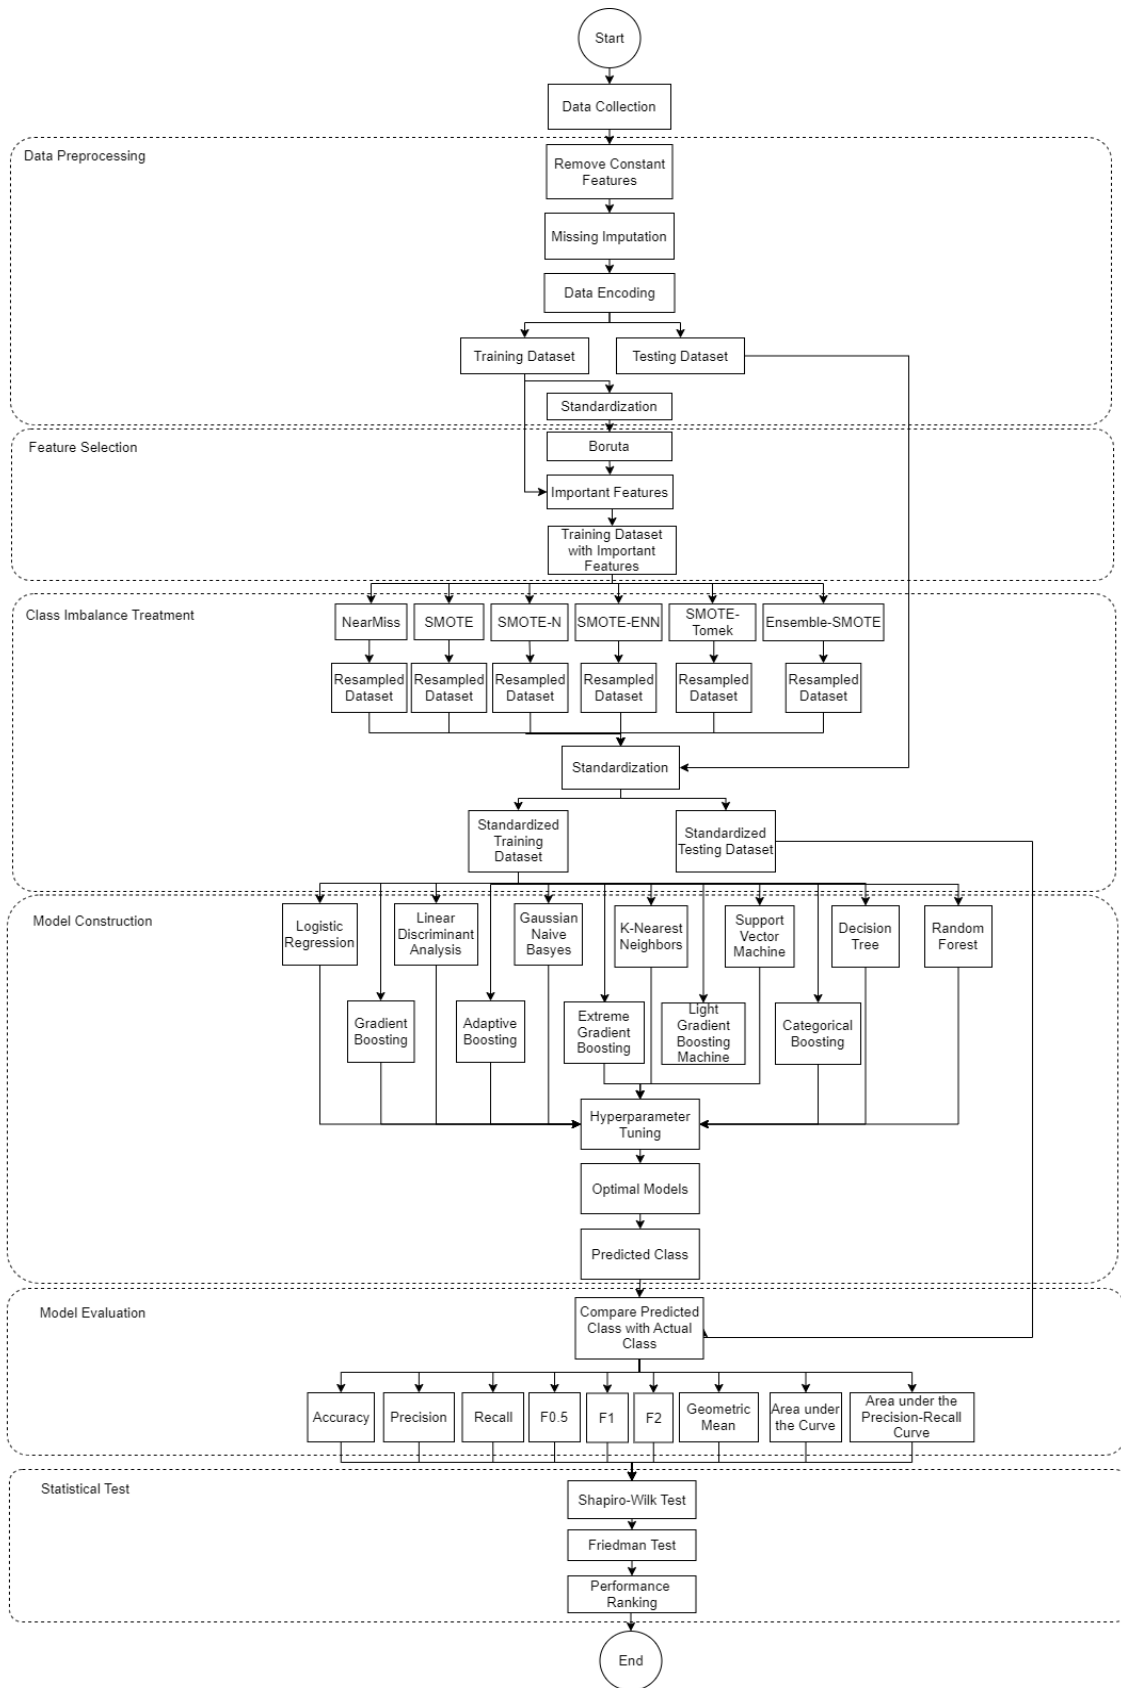 Start
Data Collection
Data Preprocessing
Remove Constant
Features
Missing Imputation
Data Encoding
Training Dataset
Testing Dataset
Standardization
Feature Selection
Boruta
Important Features
Training Dataset
with Important
Features
Class Imbalance Treatment
NearMiss
SMOTE
SMOTE-N
SMOTE-ENN
SMOTE-
Tomek
Ensemble-SMOTE
Resampled
Dataset
Resampled
Dataset
Resampled
Dataset
Resampled
Dataset
Resampled
Dataset
Resampled
Dataset
Standardization
Standardized
Training
Dataset
Standardized
Testing Dataset
Model Construction
Logistic
Regression
Linear
Discriminant
Analysis
Gaussian
Naive
Basyes
K-Nearest
Neighbors
Support
Vector
Machine
Decision
Tree
Random
Forest
Gradient
Boosting
Adaptive
Boosting
Extreme
Gradient
Boosting
Light
Gradient
Boosting
Machine
Categorical
Boosting
Hyperparameter
Tuning
Optimal Models
Predicted Class
Model Evaluation
Compare Predicted
Class with Actual
Class
Accuracy
Precision
Recall
F0.5
F1
F2
Geometric
Mean
Area under
the Curve
Area under the
Precision-Recall
Curve
Statistical Test
Shapiro-Wilk Test
Friedman Test
Performance
Ranking
End